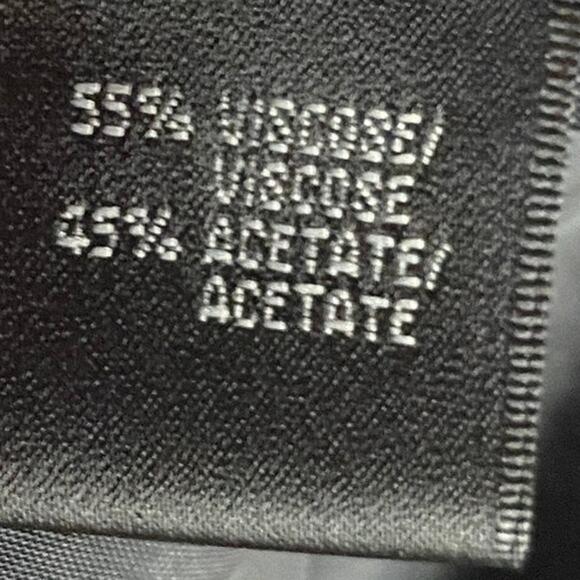 55% VISCOSE/
VISCOSE
45% ACETATE/
ACETATE